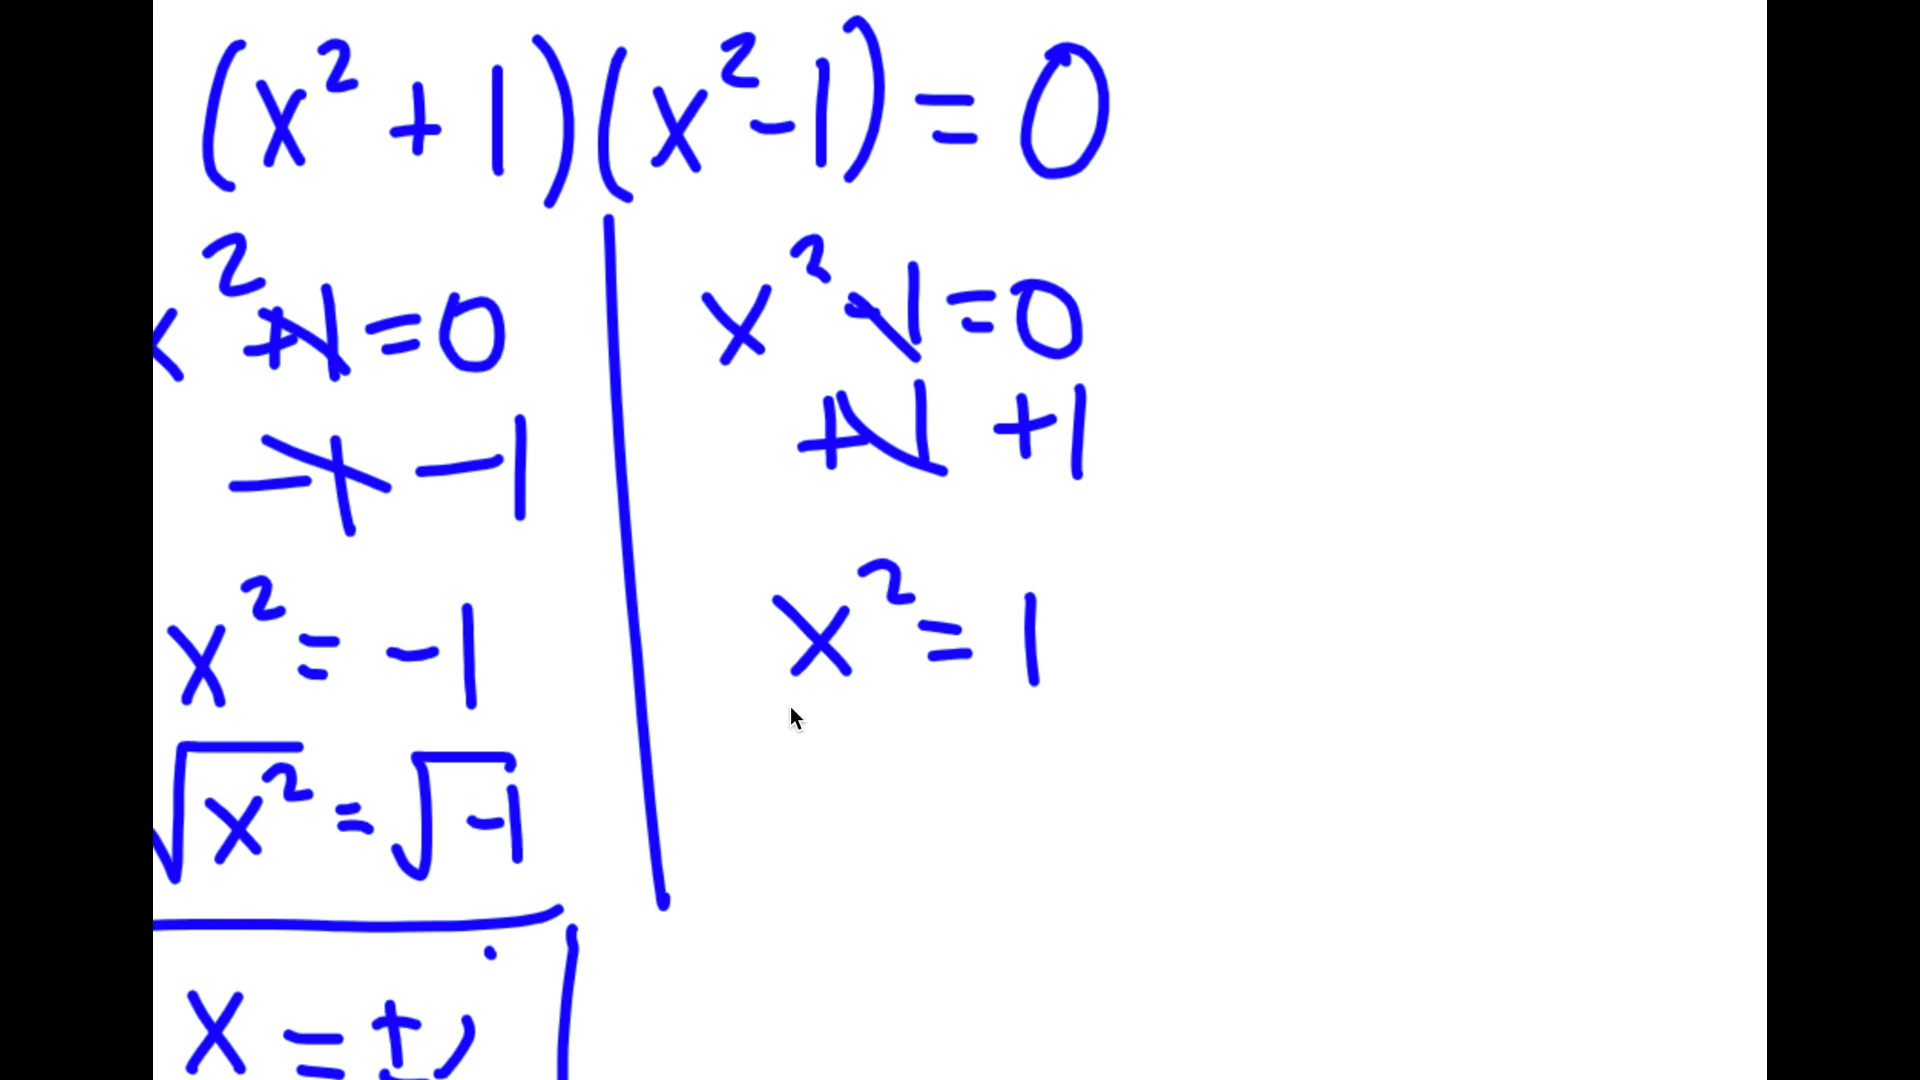 (x² + 1)(x² - 1) = 0
x² + 1 = 0
- 1 - 1
x² = -1
√x² = √-1
x = ± i
x² - 1 = 0
+ 1 + 1
x² = 1